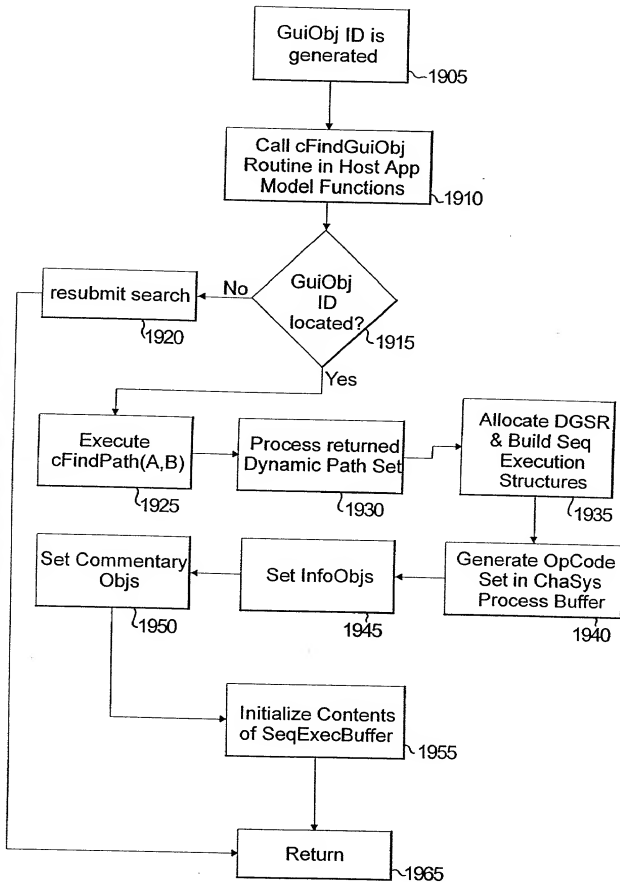 GuiObj ID is
generated
1905
Call cFindGuiObj
Routine in Host App
Model Functions
1910
GuiObj
ID
located?
1915
No
resubmit search
1920
Yes
Execute
cFindPath(A,B)
1925
Process returned
Dynamic Path Set
1930
Allocate DGSR
& Build Seq
Execution
Structures
1935
Generate OpCode
Set in ChaSys
Process Buffer
1940
Set InfoObjs
1945
Set Commentary
Objs
1950
Initialize Contents
of SeqExecBuffer
1955
Return
1965